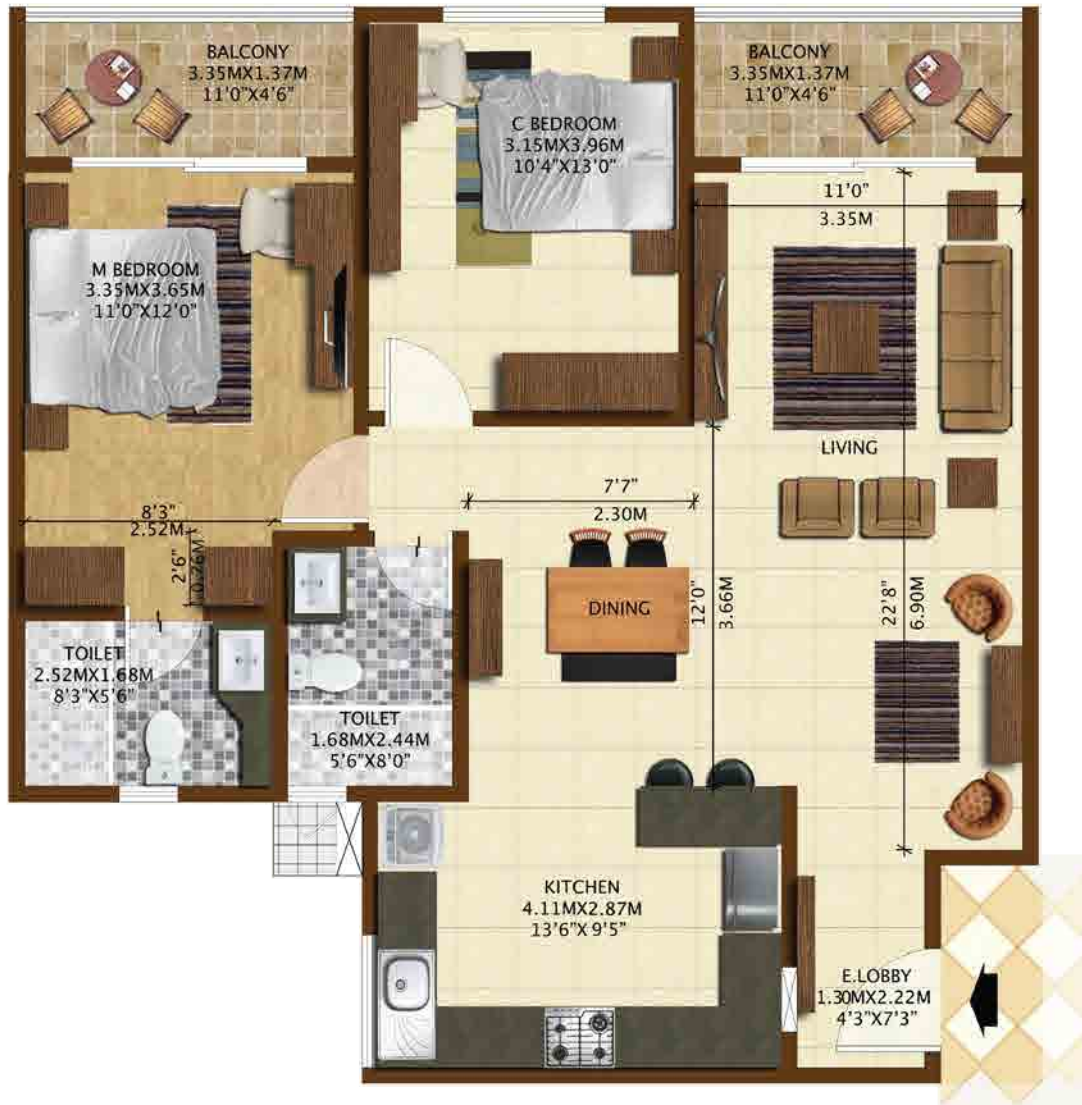 BALCONY
3.35MX1.37M
11'0"X4'6"
C BEDROOM
3.15MX3.96M
10'4"X13'0"
BALCONY
3.35MX1.37M
11'0"X4'6"
11'0"
3.35M
M BEDROOM
3.35MX3.65M
11'0"X12'0"
LIVING
7'7"
2.30M
8'3"
2.52M
2'6"
0.76M
DINING
12'0"
3.66M
22'8"
6.90M
TOILET
2.52MX1.68M
8'3"X5'6"
TOILET
1.68MX2.44M
5'6"X8'0"
KITCHEN
4.11MX2.87M
13'6"X 9'5"
E.LOBBY
1.30MX2.22M
4'3"X7'3"